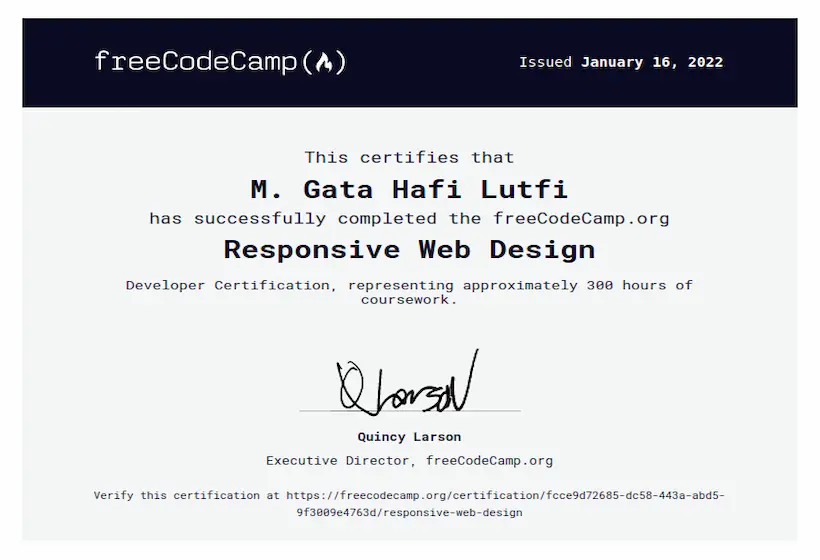 freeCodeCamp(🔥)
Issued January 16, 2022
This certifies that
M. Gata Hafi Lutfi
has successfully completed the freeCodeCamp.org
Responsive Web Design
Developer Certification, representing approximately 300 hours of
coursework.
Q Larson
Quincy Larson
Executive Director, freeCodeCamp.org
Verify this certification at https://freecodecamp.org/certification/fcce9d72685-dc58-443a-abd5-
9f3009e4763d/responsive-web-design